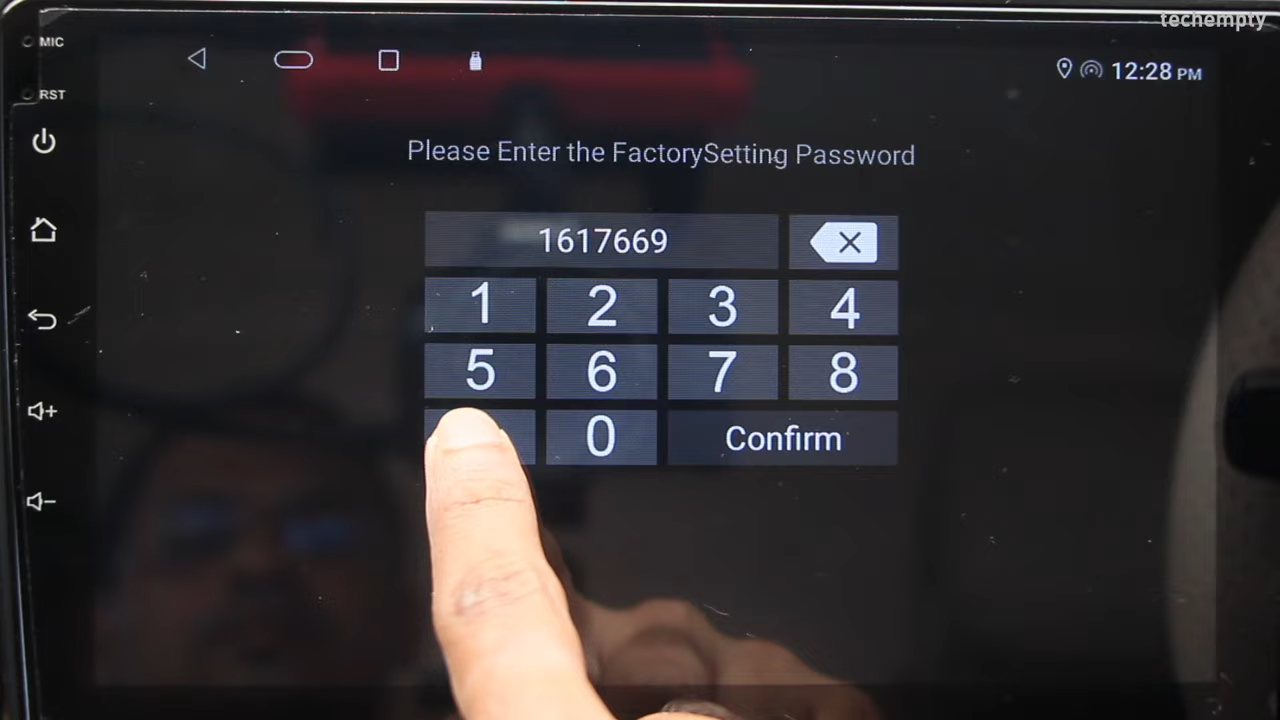 techempty
MIC
12:28 PM
RST
Please Enter the FactorySetting Password
1617669
1 2 3 4
5 6 7 8
0 Confirm